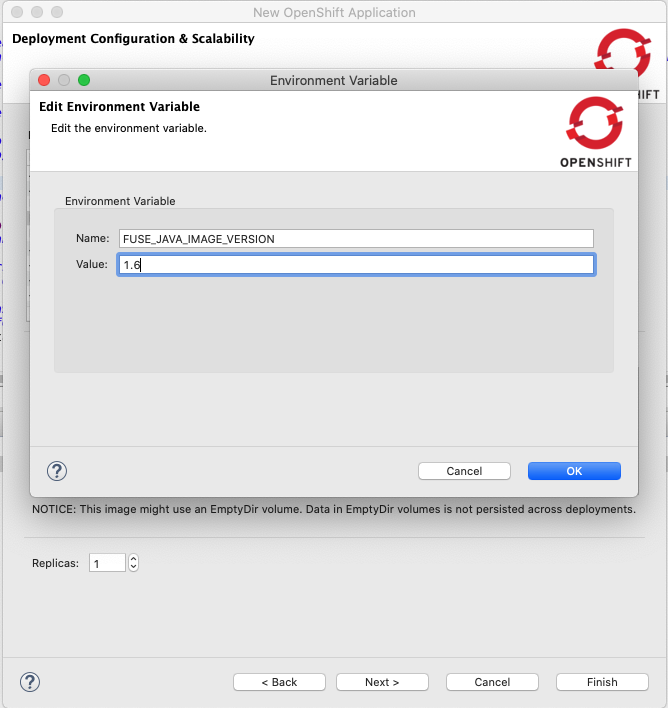 New OpenShift Application
Deployment Configuration & Scalability
IFT
Environment Variable
Edit Environment Variable
Edit the environment variable.
OPENSHIFT
Environment Variable
Name: FUSE_JAVA_IMAGE_VERSION
Value: 1.6
? Cancel OK
NOTICE: This image might use an EmptyDir volume. Data in EmptyDir volumes is not persisted across deployments.
Replicas: 1
? < Back Next > Cancel Finish